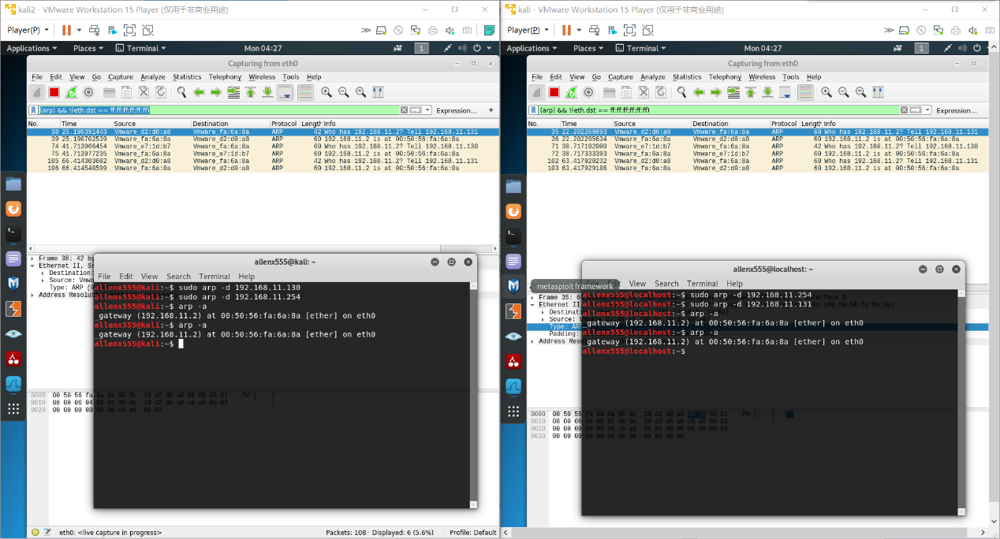 kali2 - VMware Workstation 15 Player (仅用于非商业用途)
Player(P)
Applications Places Terminal Mon 04:27 1
Capturing from eth0
File Edit View Go Capture Analyze Statistics Telephony Wireless Tools Help
(arp) && !(eth.dst == ff:ff:ff:ff:ff:ff) Expression... +
No. Time Source Destination Protocol Length Info
38 25.198391443 Vmware_d2:d0:a8 Vmware_fa:6a:8a ARP 42 Who has 192.168.11.2? Tell 192.168.11.131
39 25.198702539 Vmware_fa:6a:8a Vmware_d2:d0:a8 ARP 60 192.168.11.2 is at 00:50:56:fa:6a:8a
74 41.713966454 Vmware_e7:1d:b7 Vmware_fa:6a:8a ARP 60 Who has 192.168.11.2? Tell 192.168.11.130
75 41.713977235 Vmware_fa:6a:8a Vmware_e7:1d:b7 ARP 60 192.168.11.2 is at 00:50:56:fa:6a:8a
105 66.414303602 Vmware_d2:d0:a8 Vmware_fa:6a:8a ARP 42 Who has 192.168.11.2? Tell 192.168.11.131
106 66.414548599 Vmware_fa:6a:8a Vmware_d2:d0:a8 ARP 60 192.168.11.2 is at 00:50:56:fa:6a:8a
Frame 38: 42 by
Ethernet II, Sr
Destination:
Source: Vmwa
Type: ARP (0
Address Resolut
allenx555@kali: ~
File Edit View Search Terminal Help
allenx555@kali:~$ sudo arp -d 192.168.11.130
allenx555@kali:~$ sudo arp -d 192.168.11.254
allenx555@kali:~$ arp -a
_gateway (192.168.11.2) at 00:50:56:fa:6a:8a [ether] on eth0
allenx555@kali:~$ arp -a
_gateway (192.168.11.2) at 00:50:56:fa:6a:8a [ether] on eth0
allenx555@kali:~$
0000 00 50 56 fa 6a 8a 00 0c 29 d2 d0 a8 08 06 00 01
0010 08 00 06 04 00 01 00 0c 29 d2 d0 a8 c0 a8 0b 83
0020 00 00 00 00 00 00 c0 a8 0b 02
eth0: <live capture in progress> Packets: 108 · Displayed: 6 (5.6%) Profile: Default
kali - VMware Workstation 15 Player (仅用于非商业用途)
Player(P)
Applications Places Terminal Mon 04:27 1
Capturing from eth0
File Edit View Go Capture Analyze Statistics Telephony Wireless Tools Help
(arp) && !(eth.dst == ff:ff:ff:ff:ff:ff) Expression...
No. Time Source Destination Protocol Length Info
35 22.202269893 Vmware_d2:d0:a8 Vmware_fa:6a:8a ARP 60 Who has 192.168.11.2? Tell 192.168.11.131
36 22.202295634 Vmware_fa:6a:8a Vmware_d2:d0:a8 ARP 60 192.168.11.2 is at 00:50:56:fa:6a:8a
71 38.717192000 Vmware_e7:1d:b7 Vmware_fa:6a:8a ARP 42 Who has 192.168.11.2? Tell 192.168.11.130
72 38.717333393 Vmware_fa:6a:8a Vmware_e7:1d:b7 ARP 60 192.168.11.2 is at 00:50:56:fa:6a:8a
102 63.417920232 Vmware_d2:d0:a8 Vmware_fa:6a:8a ARP 60 Who has 192.168.11.2? Tell 192.168.11.131
103 63.417929186 Vmware_fa:6a:8a Vmware_d2:d0:a8 ARP 60 192.168.11.2 is at 00:50:56:fa:6a:8a
allenx555@localhost: ~
metasploit framework
View Search Terminal Help
Frame 35: 60
Ethernet II
Destinat
Source:
Type: ARP
Padding:
Address Reso
allenx555@localhost:~$ sudo arp -d 192.168.11.254
allenx555@localhost:~$ sudo arp -d 192.168.11.131
allenx555@localhost:~$ arp -a
_gateway (192.168.11.2) at 00:50:56:fa:6a:8a [ether] on eth0
allenx555@localhost:~$ arp -a
_gateway (192.168.11.2) at 00:50:56:fa:6a:8a [ether] on eth0
allenx555@localhost:~$
0000 00 50 56 fa 6a 8a 00 0c 29 d2 d0 a8 08 06 00 01
0010 08 00 06 04 00 01 00 0c 29 d2 d0 a8 c0 a8 0b 83
0020 00 00 00 00 00 00 c0 a8 0b 02 00 00 00 00 00 00
0030 00 00 00 00 00 00 00 00 00 00 00 00